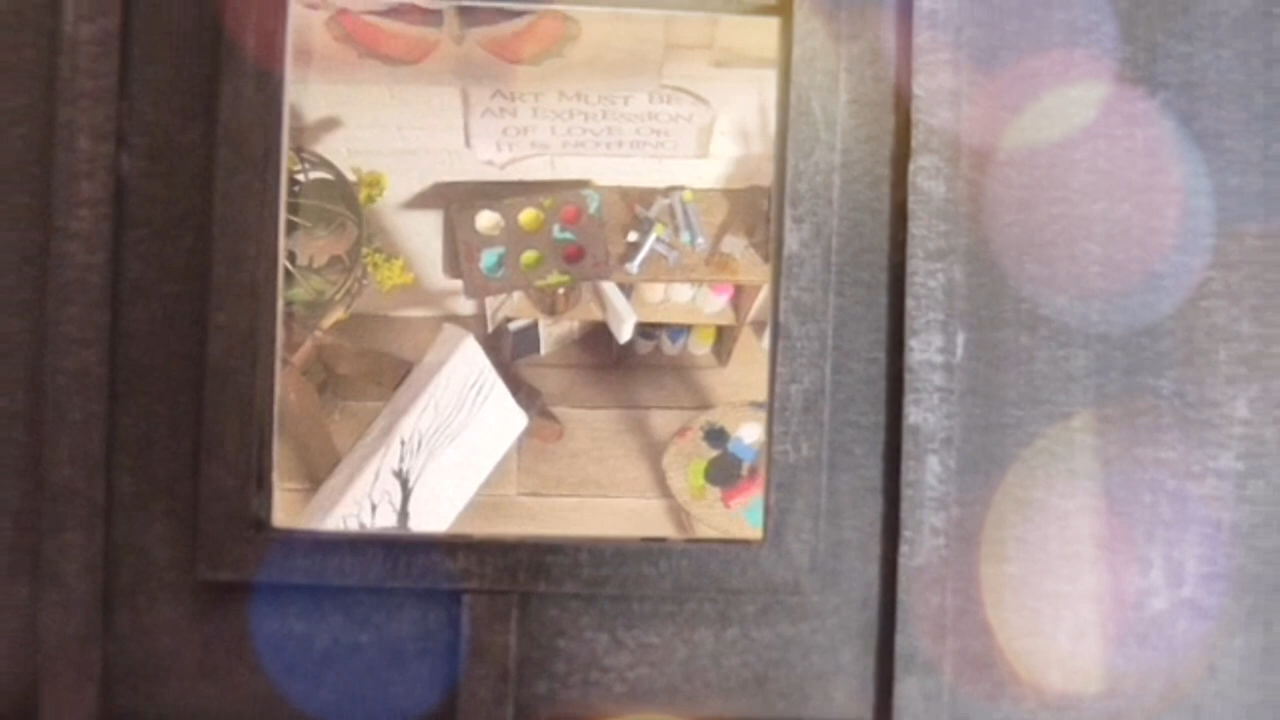 ART MUST BE
AN EXPRESSION
OF LOVE OR
IT IS NOTHING